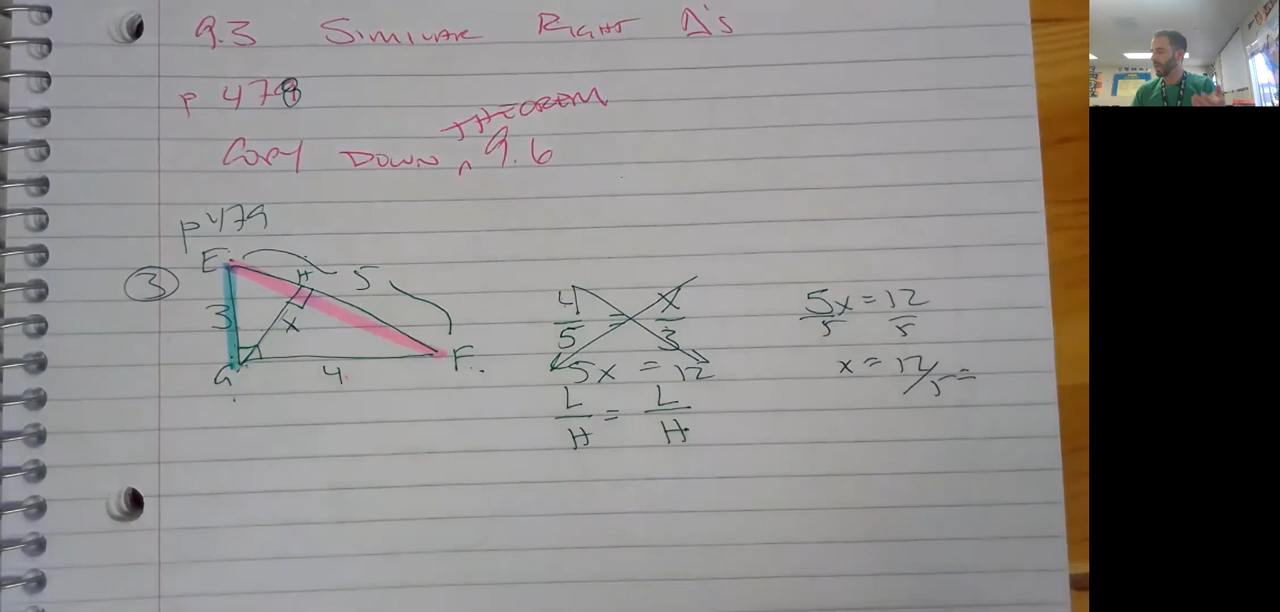 9.3 Similar Right Δ's
p 478
Theorem
Copy Down ^ 9.6
p 479
3
E
H
5
3
x
G
4
F
4/5 = x/3
5x = 12
L/H = L/H
5x/5 = 12/5
x = 12/5 =